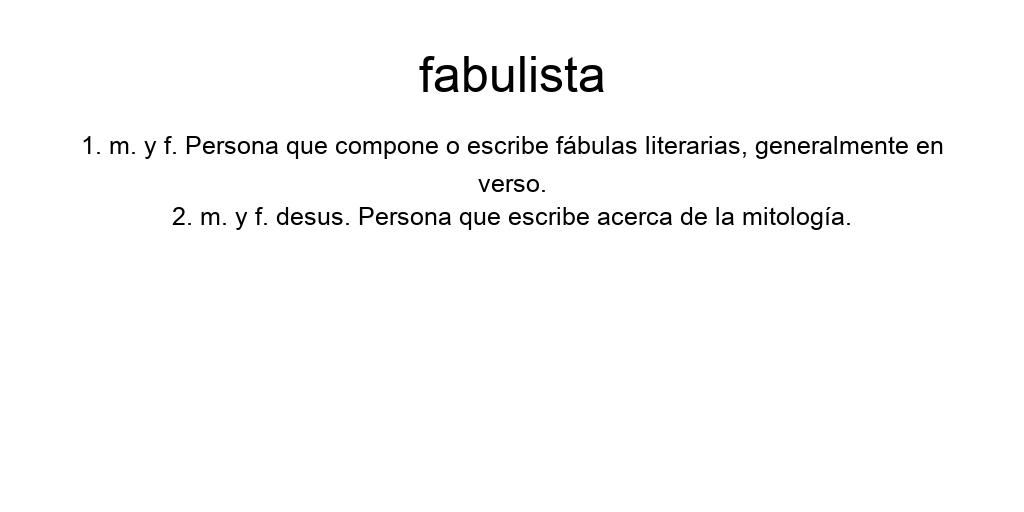 fabulista
1. m. y f. Persona que compone o escribe fábulas literarias, generalmente en
verso.
2. m. y f. desus. Persona que escribe acerca de la mitología.